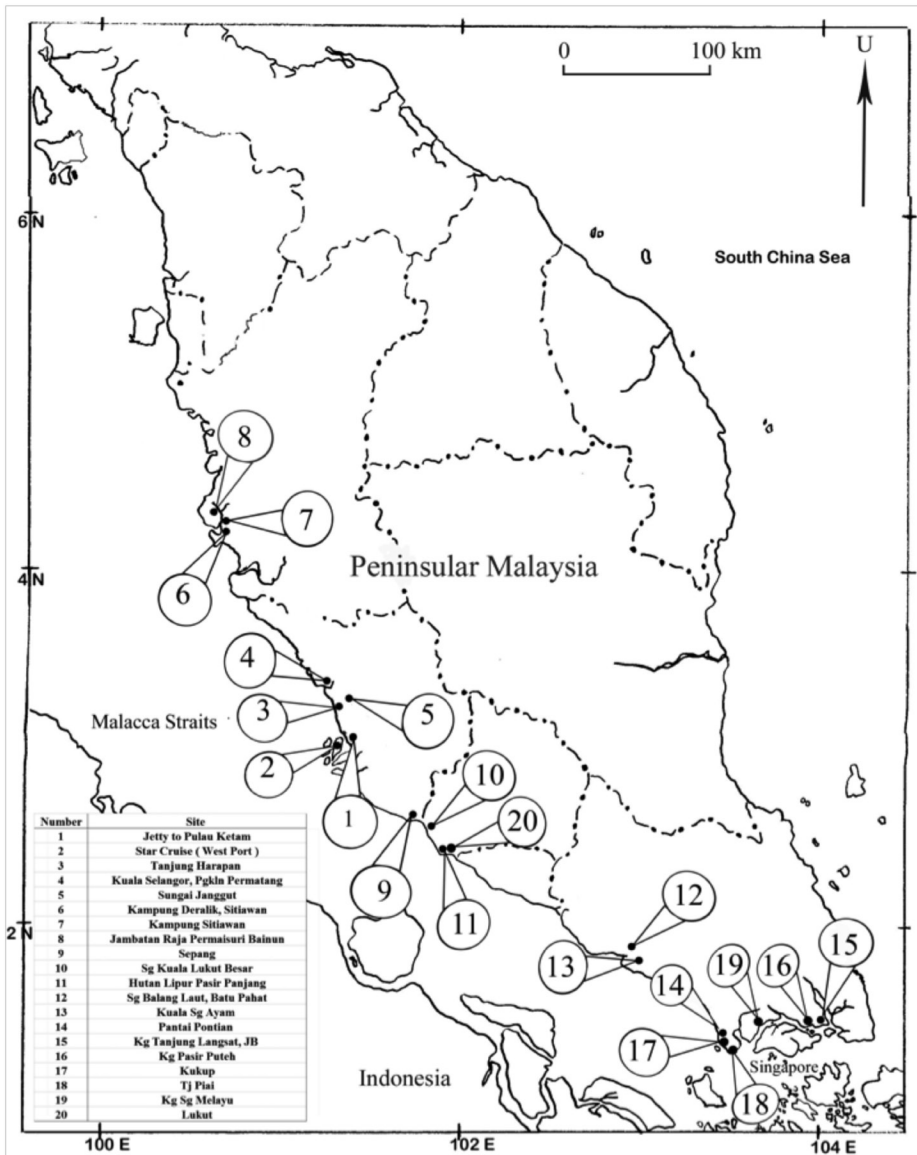 0 100 km
U
6 N
South China Sea
8
7
Peninsular Malaysia
4 N
6
4
3
5
Malacca Straits
2
10
1
20
9
11
12
2 N
13
15
19
16
14
17
Singapore
Indonesia
18
Number Site
1 Jetty to Pulau Ketam
2 Star Cruise ( West Port )
3 Tanjung Harapan
4 Kuala Selangor, Pgkln Permatang
5 Sungai Janggut
6 Kampung Deralik, Sitiawan
7 Kampung Sitiawan
8 Jambatan Raja Permaisuri Bainun
9 Sepang
10 Sg Kuala Lukut Besar
11 Hutan Lipur Pasir Panjang
12 Sg Balang Laut, Batu Pahat
13 Kuala Sg Ayam
14 Pantai Pontian
15 Kg Tanjung Langsat, JB
16 Kg Pasir Puteh
17 Kukup
18 Tj Piai
19 Kg Sg Melayu
20 Lukut
100 E 102 E 104 E